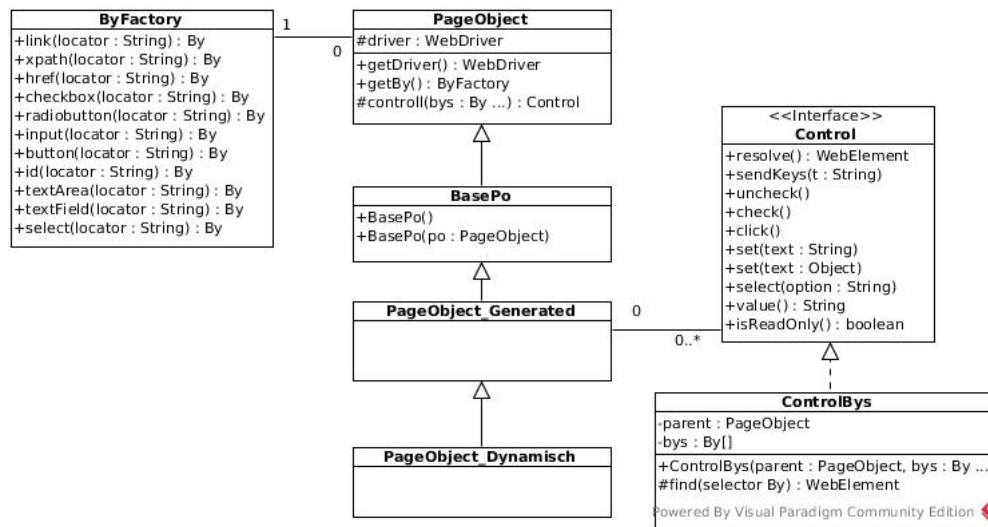 ByFactory
+link(locator : String) : By
+xpath(locator : String) : By
+href(locator : String) : By
+checkbox(locator : String) : By
+radiobutton(locator : String) : By
+input(locator : String) : By
+button(locator : String) : By
+id(locator : String) : By
+textArea(locator : String) : By
+textField(locator : String) : By
+select(locator : String) : By
1
0
PageObject
#driver : WebDriver
+getDriver() : WebDriver
+getBy() : ByFactory
#controll(bys : By ...) : Control
BasePo
+BasePo()
+BasePo(po : PageObject)
PageObject_Generated
0
0..*
PageObject_Dynamisch
<<Interface>>
Control
+resolve() : WebElement
+sendKeys(t : String)
+uncheck()
+check()
+click()
+set(text : String)
+set(text : Object)
+select(option : String)
+value() : String
+isReadOnly() : boolean
ControlBys
-parent : PageObject
-bys : By[]
+ControlBys(parent : PageObject, bys : By ...
#find(selector By) : WebElement
Powered By Visual Paradigm Community Edition